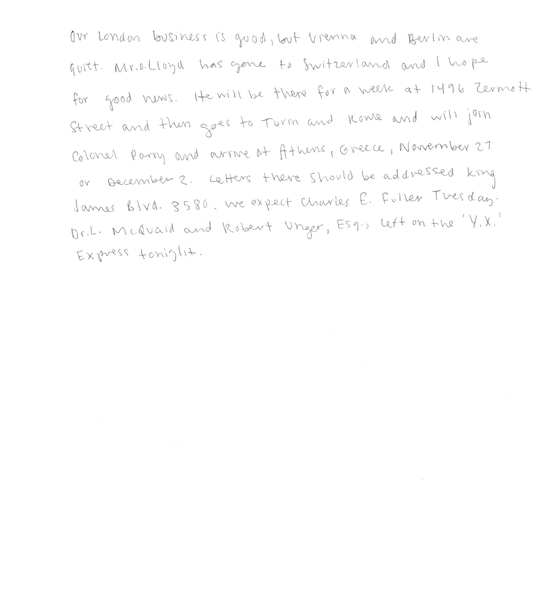 Our London business is good, but Vienna and Berlin are
quiet. Mr. D. Lloyd has gone to Switzerland and I hope
for good news. He will be there for a week at 1496 Zermott
Street and then goes to Turin and Rome and will join
Colonel Parry and arrive at Athens, Greece, November 27
or December 2. Letters there should be addressed King
James Blvd. 3580. We expect Charles E. Fuller Tuesday.
Dr. L. McQuaid and Robert Unger, Esq., left on the 'Y.X.'
Express tonight.